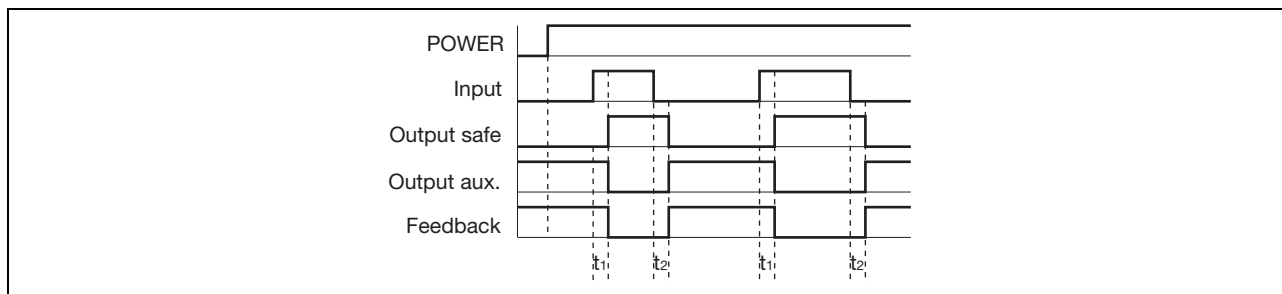 POWER
Input
Output safe
Output aux.
Feedback
t1 t2 t1 t2